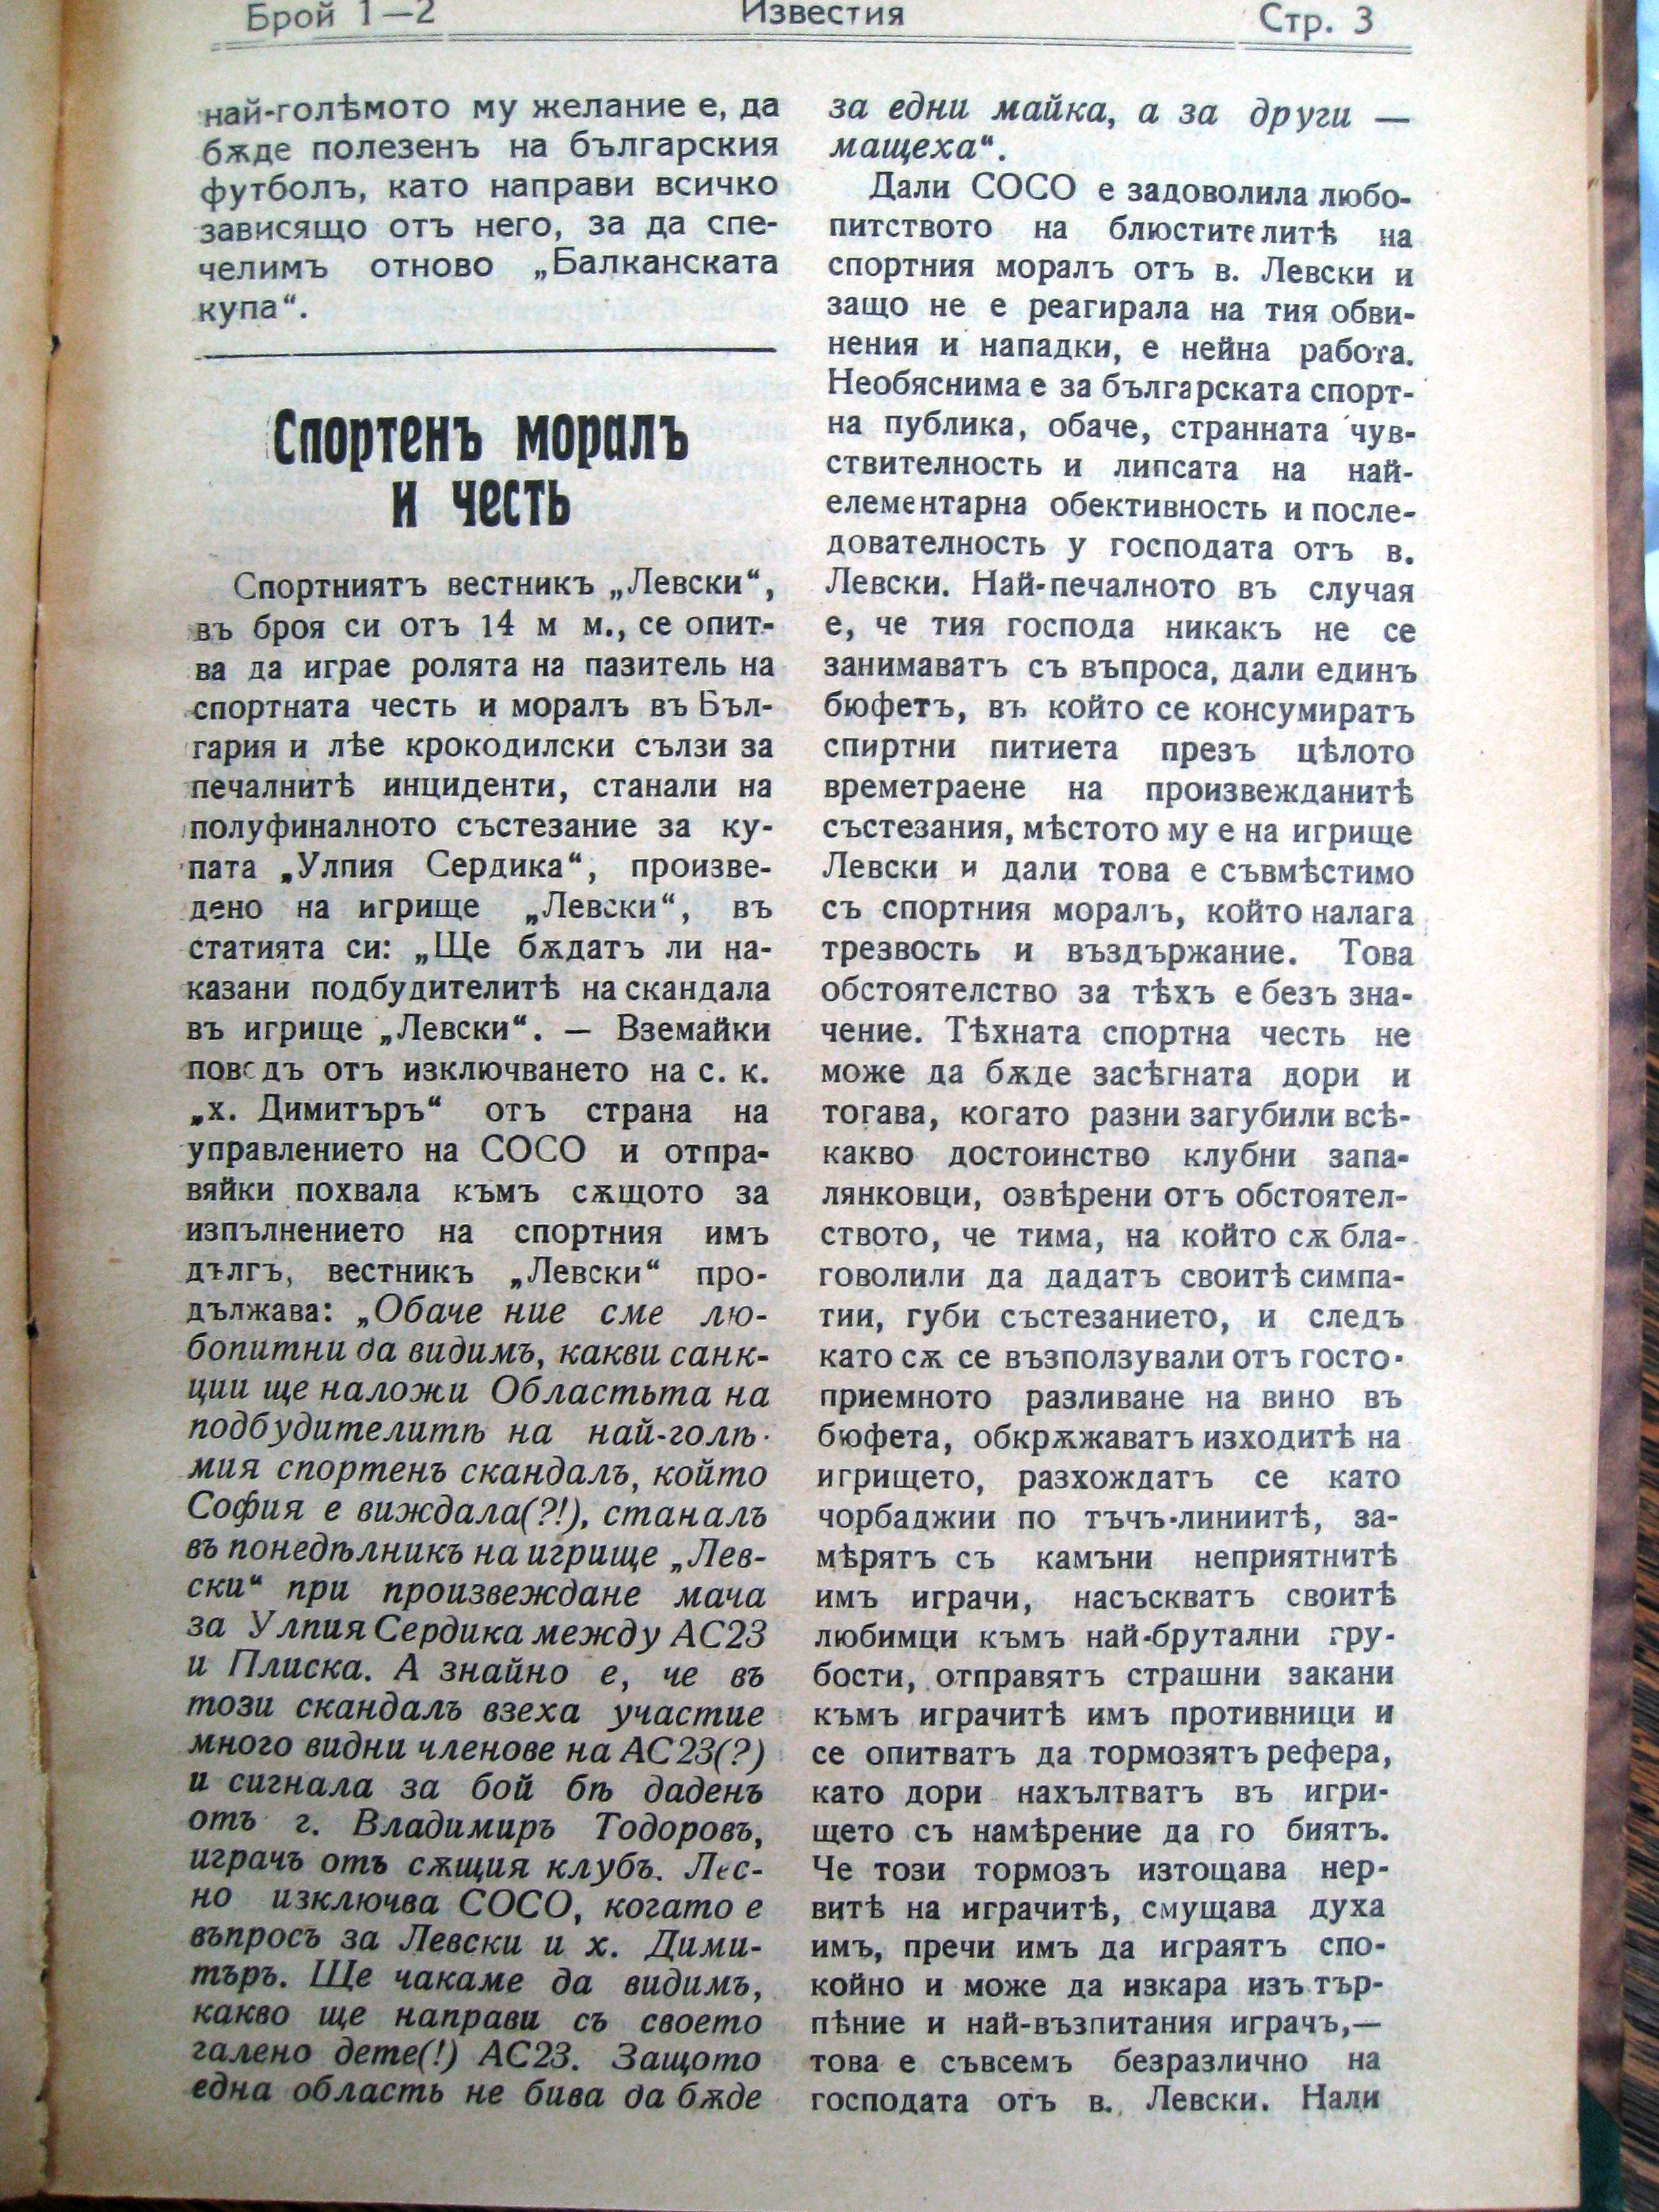 Брой 1—2 Известия Стр. 3
най-голѣмото му желание е, да
бѫде полезенъ на българския
футболъ, като направи всичко
зависящо отъ него, за да спе-
челимъ отново „Балканската
купа“.
Спортенъ моралъ
и честь
Спортниятъ вестникъ „Левски“,
въ броя си отъ 14 м м., се опит-
ва да играе ролята на пазитель на
спортната честь и моралъ въ Бъл-
гария и лѣе крокодилски сълзи за
печалнитѣ инциденти, станали на
полуфиналното състезание за ку-
пата „Улпия Сердика“, произве-
дено на игрище „Левски“, въ
статията си: „Ще бѫдатъ ли на-
казани подбудителитѣ на скандала
въ игрище „Левски“. — Вземайки
поводъ отъ изключването на с. к.
„х. Димитъръ“ отъ страна на
управлението на СОСО и отпра-
вяйки похвала къмъ сѫщото за
изпълнението на спортния имъ
дългъ, вестникъ „Левски“ про-
дължава: „Обаче ние сме лю-
бопитни да видимъ, какви санк-
ции ще наложи Областьта на
подбудителитѣ на най-голѣ-
мия спортенъ скандалъ, който
София е виждала(?!), станалъ
въ понедѣлникъ на игрище „Лев-
ски“ при произвеждане мача
за Улпия Сердика между АС23
и Плиска. А знайно е, че въ
този скандалъ взеха участие
много видни членове на АС23(?)
и сигнала за бой бѣ даденъ
отъ г. Владимиръ Тодоровъ,
играчъ отъ сѫщия клубъ. Лес-
но изключва СОСО, когато е
въпросъ за Левски и х. Дими-
търъ. Ще чакаме да видимъ,
какво ще направи съ своето
галено дете(!) АС23. Защото
една область не бива да бѫде
за едни майка, а за други —
мащеха“.
Дали СОСО е задоволила любо-
питството на блюстителитѣ на
спортния моралъ отъ в. Левски и
защо не е реагирала на тия обви-
нения и нападки, е нейна работа.
Необяснима е за българската спорт-
на публика, обаче, странната чув-
ствителность и липсата на най-
елементарна обективность и после-
дователность у господата отъ в.
Левски. Най-печалното въ случая
е, че тия господа никакъ не се
занимаватъ съ въпроса, дали единъ
бюфетъ, въ който се консумиратъ
спиртни питиета презъ цѣлото
времетраене на произвежданитѣ
състезания, мѣстото му е на игрище
Левски и дали това е съвмѣстимо
съ спортния моралъ, който налага
трезвость и въздържание. Това
обстоятелство за тѣхъ е безъ зна-
чение. Тѣхната спортна честь не
може да бѫде засѣгната дори и
тогава, когато разни загубили всѣ-
какво достоинство клубни запа-
лянковци, озвѣрени отъ обстоятел-
ството, че тима, на който сѫ бла-
говолили да дадатъ своитѣ симпа-
тии, губи състезанието, и следъ
като сѫ се възползували отъ госто-
приемното разливане на вино въ
бюфета, обкрѫжаватъ изходитѣ на
игрището, разхождатъ се като
чорбаджии по тъчъ-линиитѣ, за-
мѣрятъ съ камъни неприятнитѣ
имъ играчи, насъскватъ своитѣ
любимци къмъ най-брутални гру-
бости, отправятъ страшни закани
къмъ играчитѣ имъ противници и
се опитватъ да тормозятъ рефера,
като дори нахълтватъ въ игри-
щето съ намѣрение да го биятъ.
Че този тормозъ изтощава нер-
витѣ на играчитѣ, смущава духа
имъ, пречи имъ да играятъ спо-
койно и може да изкара изъ тър-
пѣние и най-възпитания играчъ,—
това е съвсемъ безразлично на
господата отъ в. Левски. Нали